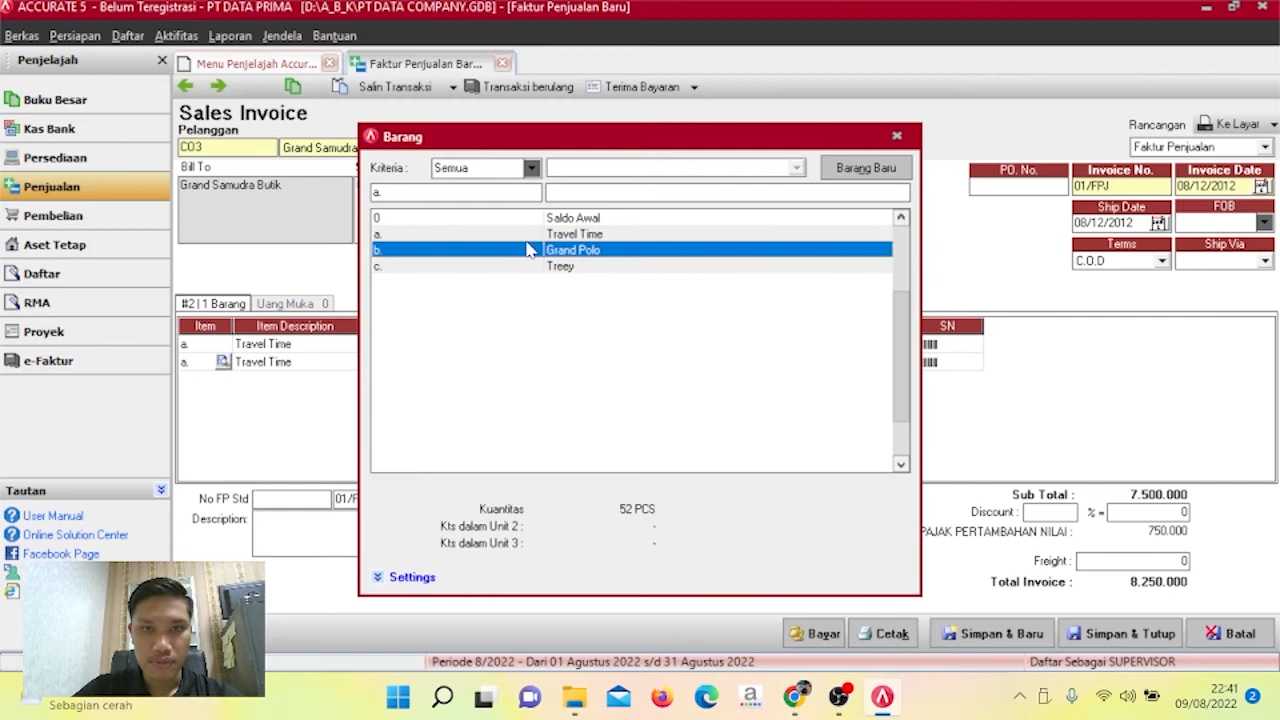 ACCURATE 5 - Belum Teregistrasi - PT DATA PRIMA [D:\A_B_K\PT DATA COMPANY.GDB] - [Faktur Penjualan Baru]
Berkas Persiapan Daftar Aktifitas Laporan Jendela Bantuan
Penjelajah
Menu Penjelajah Accur...
Faktur Penjualan Bar...
Salin Transaksi
Transaksi berulang
Terima Bayaran
Buku Besar
Kas Bank
Persediaan
Penjualan
Pembelian
Aset Tetap
Daftar
RMA
Proyek
e-Faktur
Tautan
User Manual
Online Solution Center
Facebook Page
Sales Invoice
Pelanggan
CO3
Grand Samudra
Bill To
Grand Samudra Butik
Rancangan
Ke Layar
Faktur Penjualan
PO. No.
Invoice No.
Invoice Date
01/FPJ
08/12/2012
Ship Date
FOB
08/12/2012
Terms
Ship Via
C.O.D
#2 | 1 Barang
Uang Muka 0
Item
Item Description
SN
a. Travel Time
a. Travel Time
Barang
Kriteria :
Semua
Barang Baru
a.
0 Saldo Awal
a. Travel Time
b. Grand Polo
c. Treey
Kuantitas 52 PCS
Kts dalam Unit 2 : .
Kts dalam Unit 3 : .
Settings
No FP Std
01/F
Description:
Sub Total : 7.500.000
Discount : % = 0
PAJAK PERTAMBAHAN NILAI : 750.000
Freight : 0
Total Invoice : 8.250.000
Bayar
Cetak
Simpan & Baru
Simpan & Tutup
Batal
Periode 8/2022 - Dari 01 Agustus 2022 s/d 31 Agustus 2022
Daftar Sebagai SUPERVISOR
Sebagian cerah
22:41
09/08/2022
2